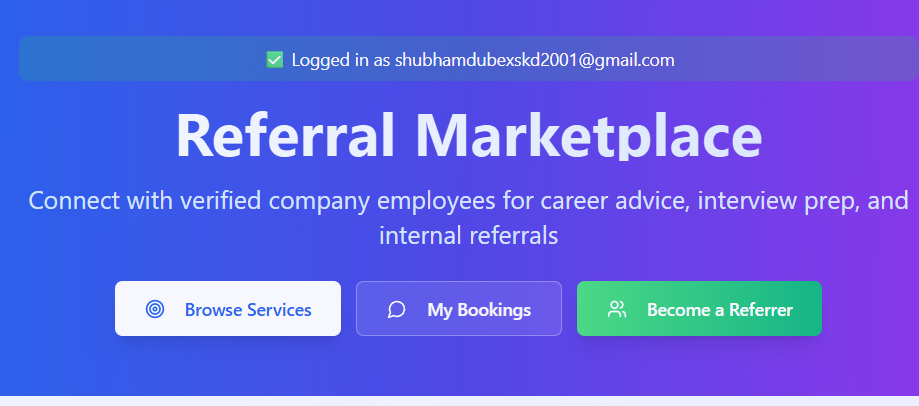 ✅ Logged in as shubhamdubexskd2001@gmail.com
Referral Marketplace
Connect with verified company employees for career advice, interview prep, and
internal referrals
Browse Services
My Bookings
Become a Referrer